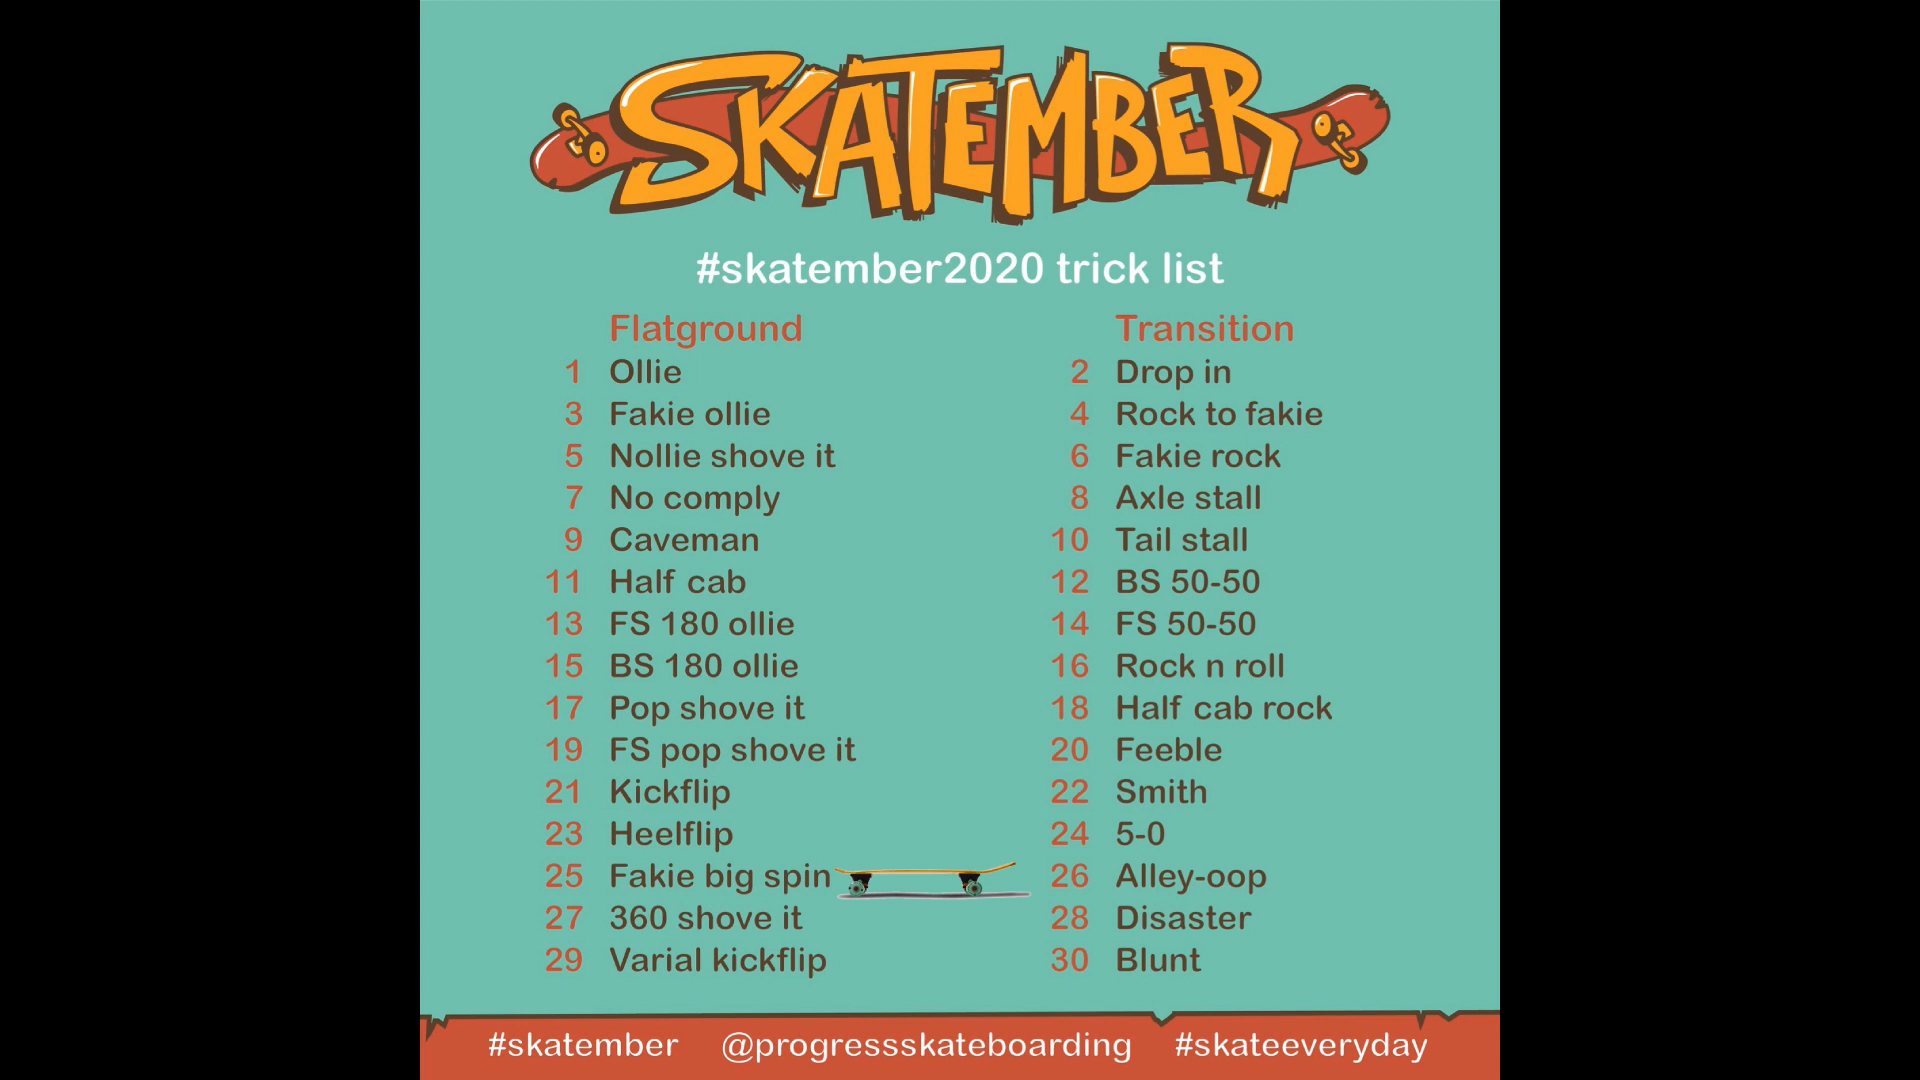 SKATEMBER
#skatember2020 trick list
Flatground
1 Ollie
3 Fakie ollie
5 Nollie shove it
7 No comply
9 Caveman
11 Half cab
13 FS 180 ollie
15 BS 180 ollie
17 Pop shove it
19 FS pop shove it
21 Kickflip
23 Heelflip
25 Fakie big spin
27 360 shove it
29 Varial kickflip
Transition
2 Drop in
4 Rock to fakie
6 Fakie rock
8 Axle stall
10 Tail stall
12 BS 50-50
14 FS 50-50
16 Rock n roll
18 Half cab rock
20 Feeble
22 Smith
24 5-0
26 Alley-oop
28 Disaster
30 Blunt
#skatember @progressskateboarding #skateeveryday